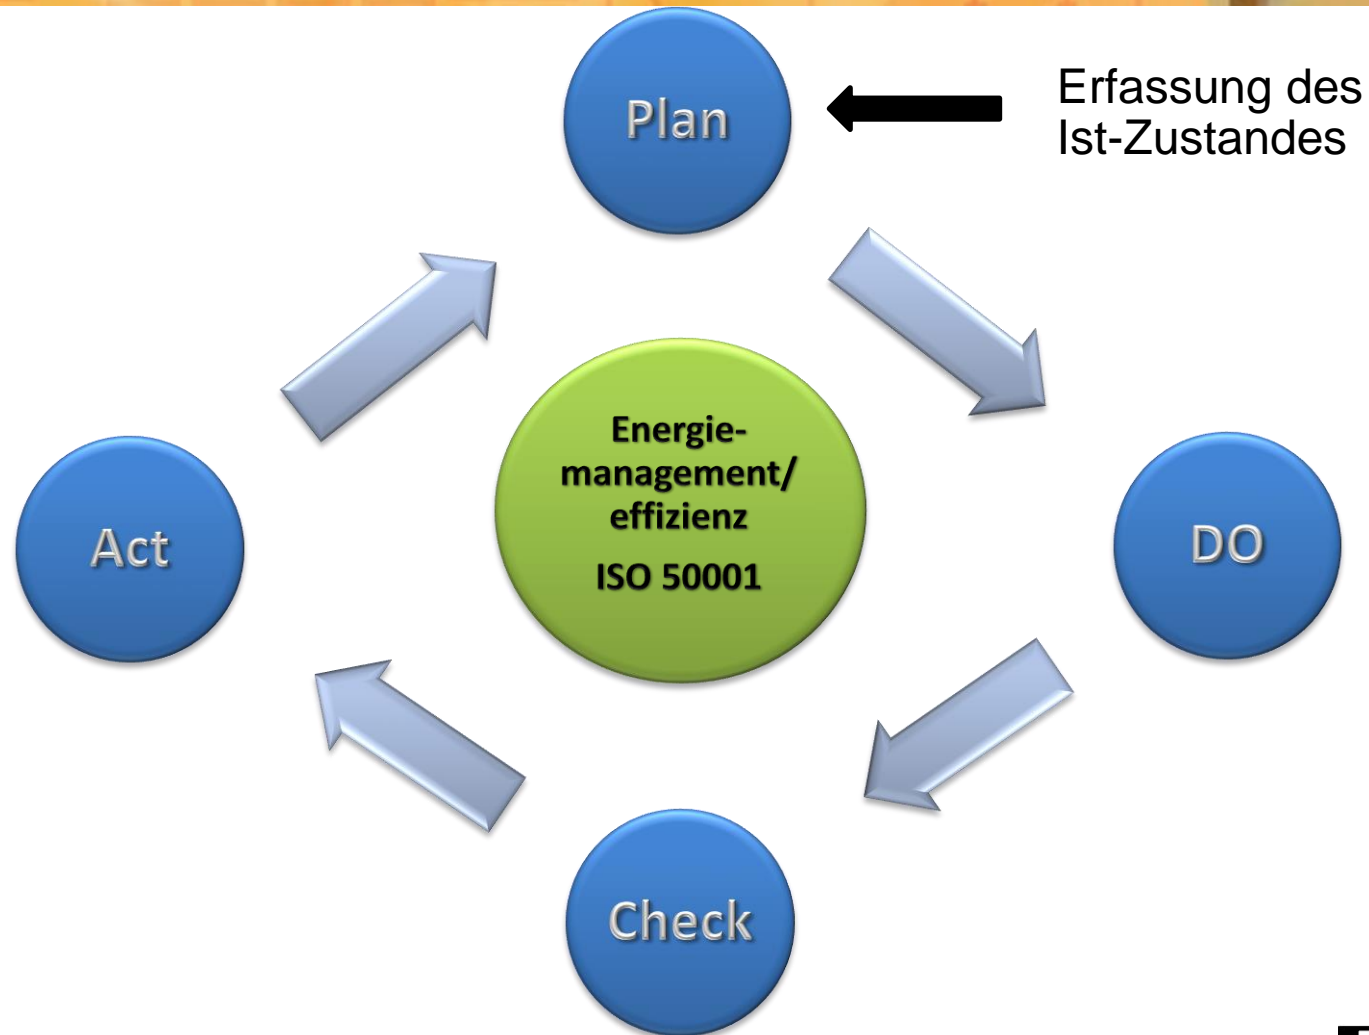 Plan
Erfassung des
Ist-Zustandes
Energie-
management/
effizienz
ISO 50001
Act
DO
Check